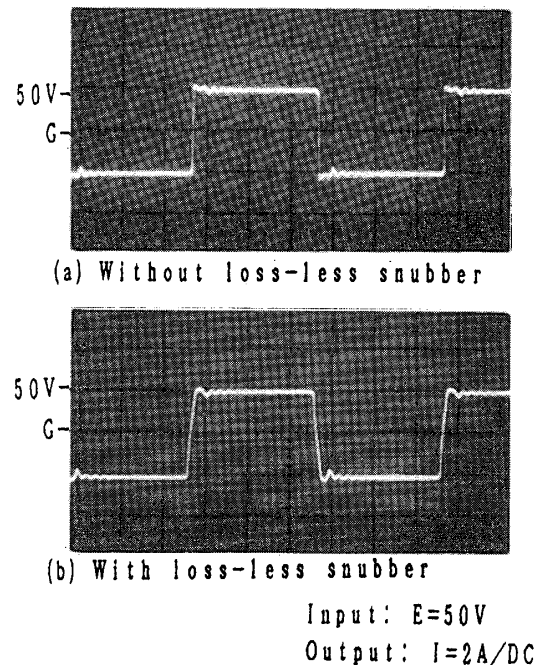 50V
G
(a) Without loss-less snubber
50V
G
(b) With loss-less snubber
Input: E=50V
Output: I=2A/DC